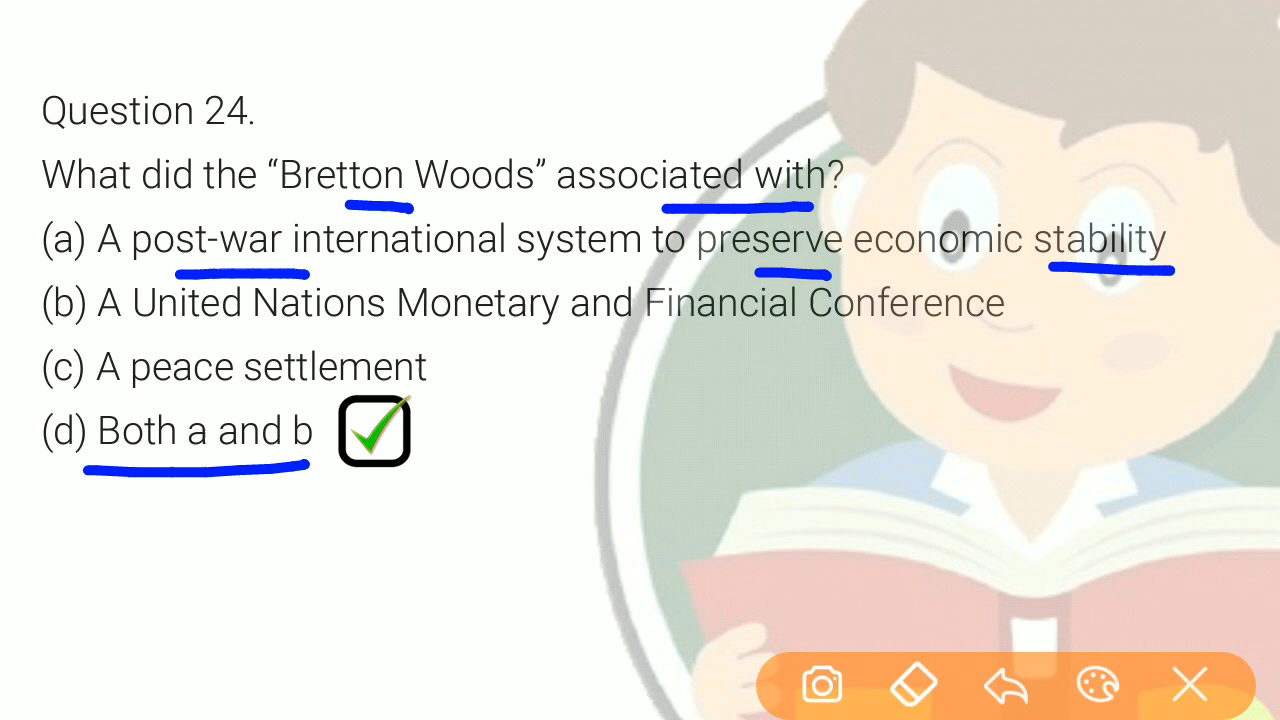 Question 24.
What did the “Bretton Woods” associated with?
(a) A post-war international system to preserve economic stability
(b) A United Nations Monetary and Financial Conference
(c) A peace settlement
(d) Both a and b